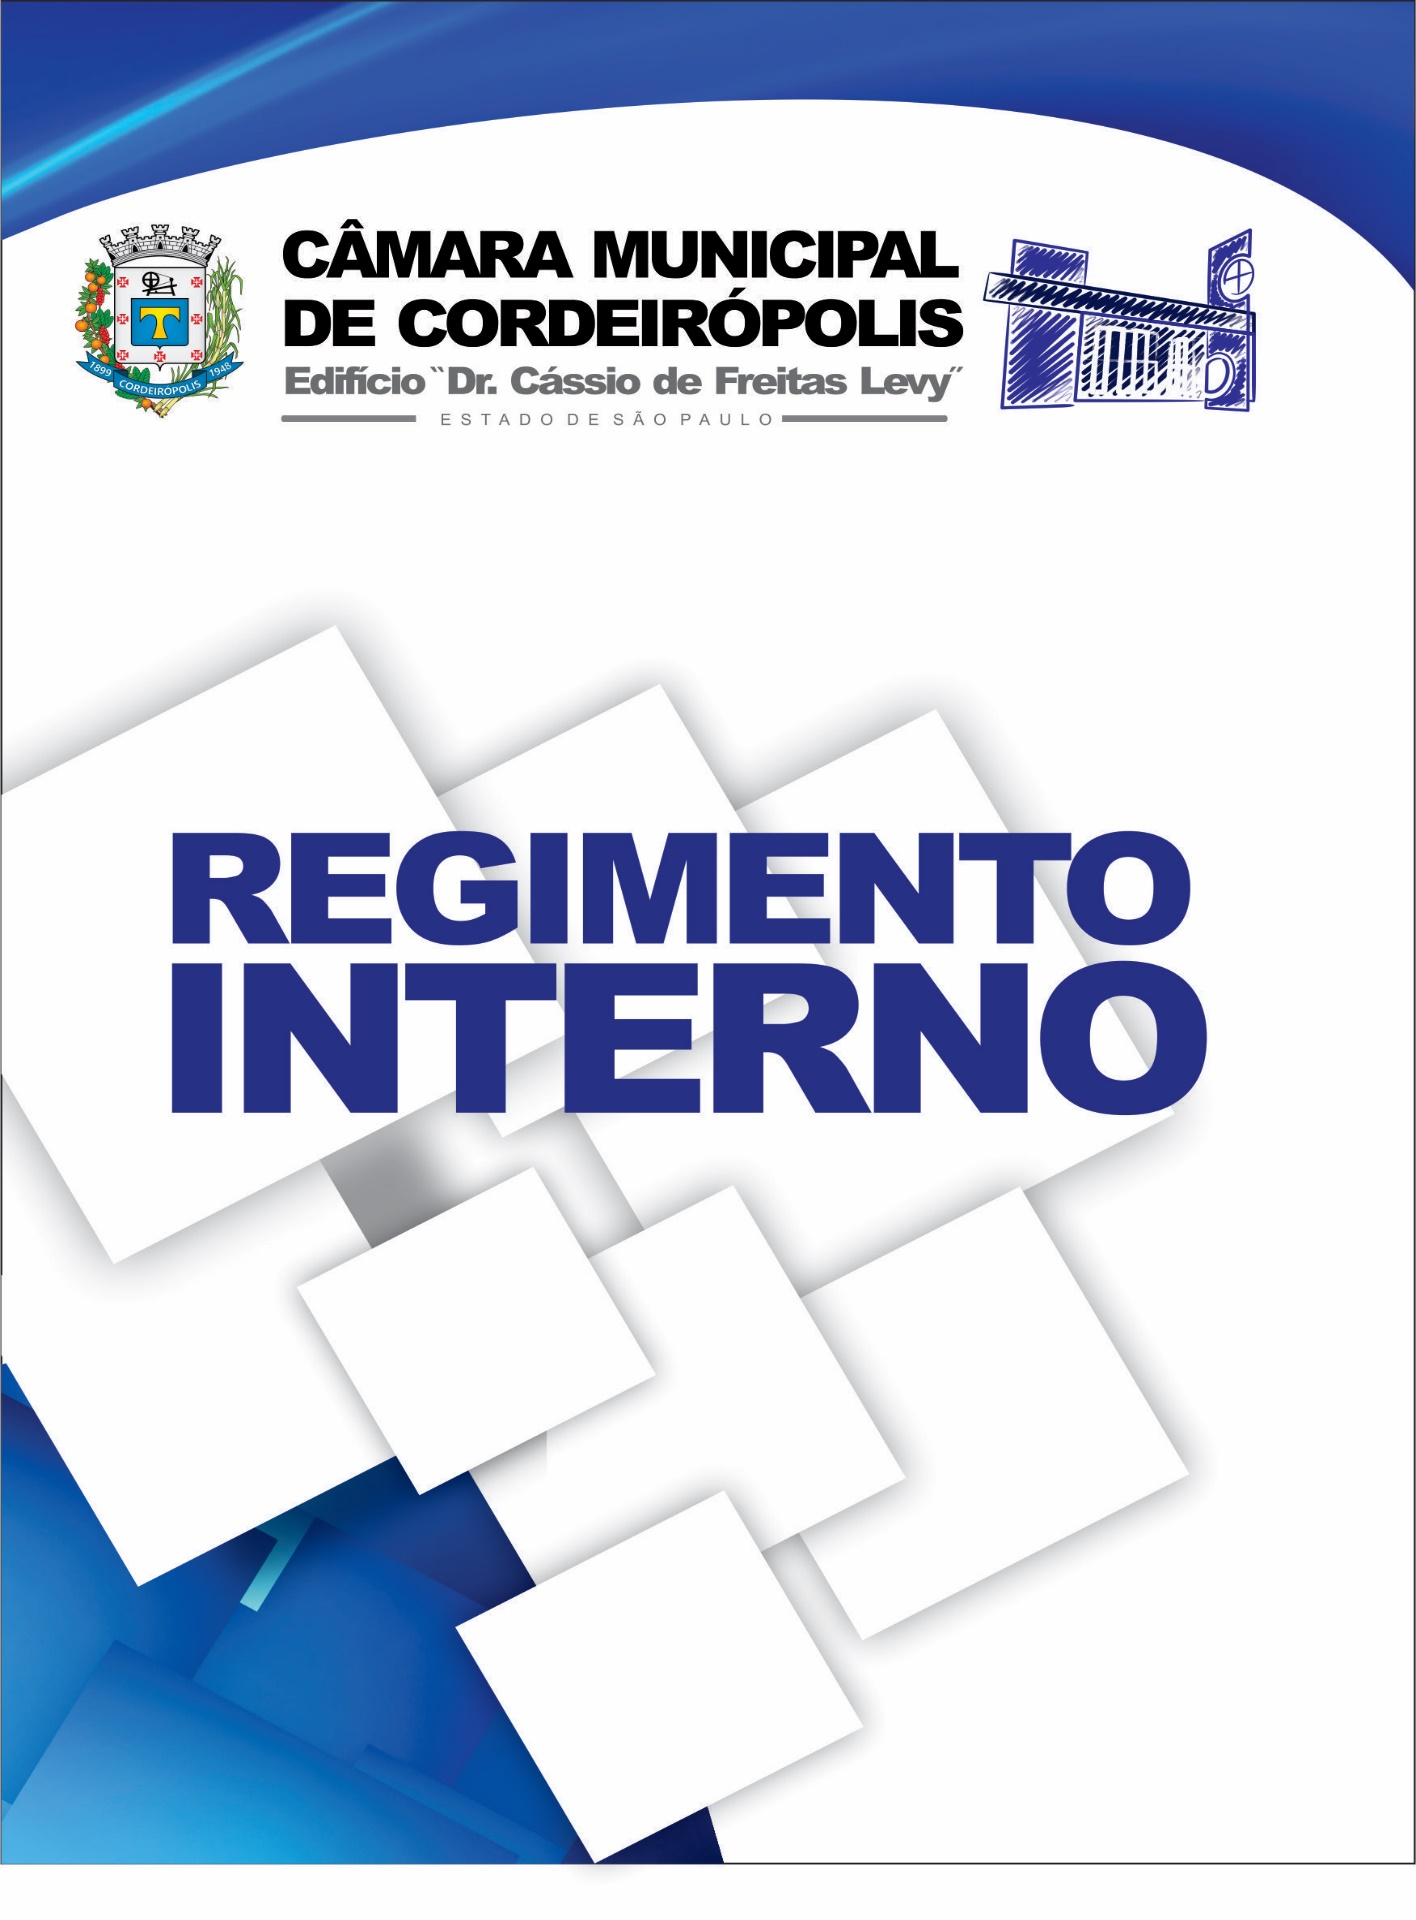 CÂMARA MUNICIPAL
DE CORDEIRÓPOLIS
Edifício "Dr. Cássio de Freitas Levy"
ESTADO DE SÃO PAULO
1899 CORDEIRÓPOLIS 1948
T
REGIMENTO
INTERNO